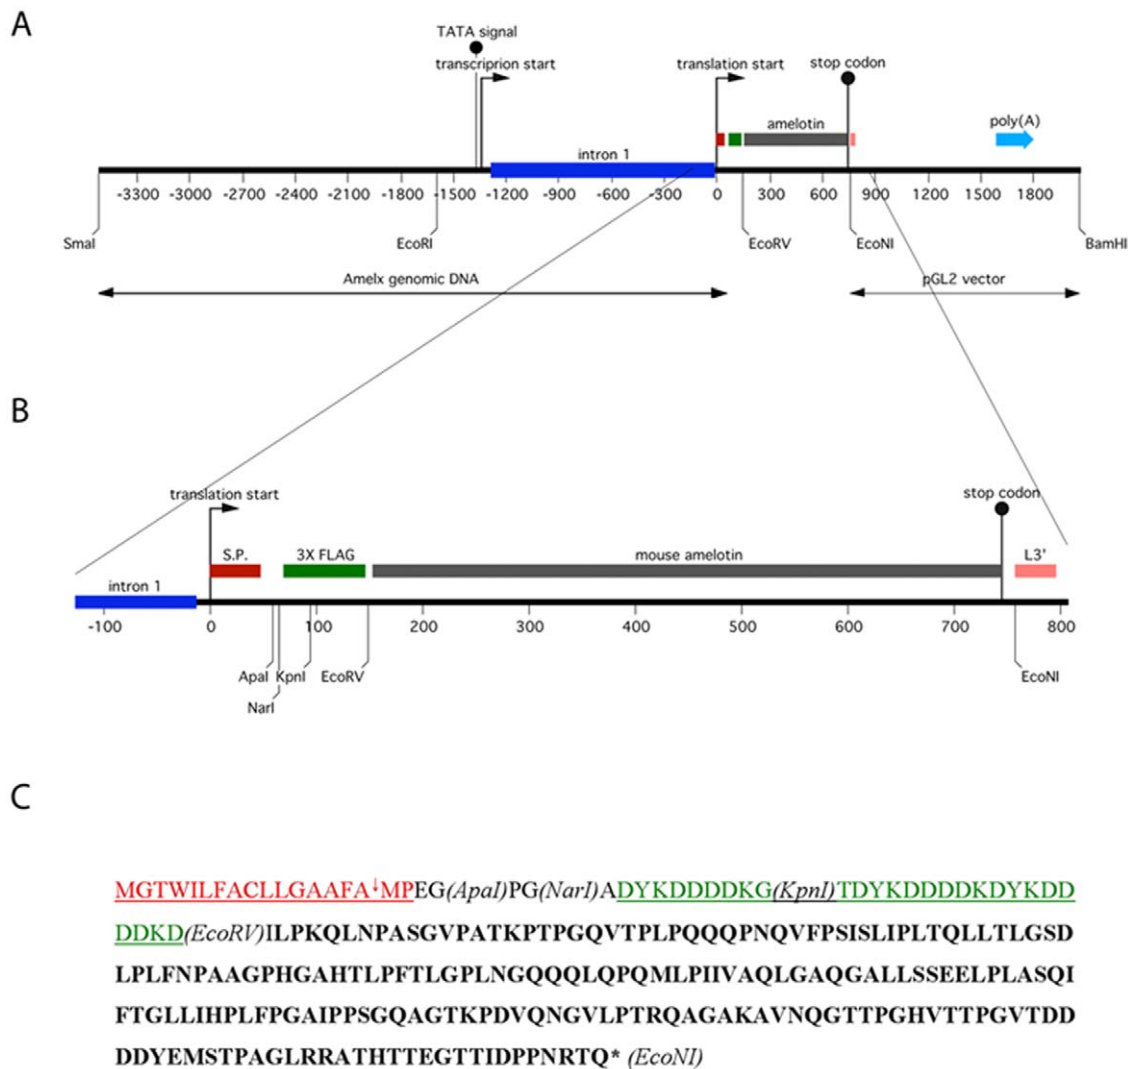 A
TATA signal
transcriprion start
translation start
stop codon
amelotin
poly(A)
intron 1
-3300 -3000 -2700 -2400 -2100 -1800 -1500 -1200 -900 -600 -300 0 300 600 900 1200 1500 1800
SmaI EcoRI EcoRV EcoNI BamHI
Amelx genomic DNA pGL2 vector
B
translation start stop codon
S.P. 3X FLAG mouse amelotin L3'
intron 1
-100 0 100 200 300 400 500 600 700 800
ApaI KpnI EcoRV EcoNI
NarI
C
MGTWILFACLLGAAFA↓MPEG(ApaI)PG(NarI)ADYKDDDDKG(KpnI)TDYKDDDDKDYKDD
DDKD(EcoRV)ILPKQLNPASGVPATKPTPGQVTPLPQQQPNQVFPSISLIPLTQLLTLGSD
LPLFNPAAGPHGAHTLPFTLGPLNGQQQLQPQMLPIIVAQLGAQGALLSSEELPLASQI
FTGLLIHPLFPGAIPPSGQAGTKPDVQNGVLPTRQAGAKAVNQGTTPGHVTTPGVTDD
DDYEMSTPAGLRRATHTTEGTTIDPPNRTQ* (EcoNI)